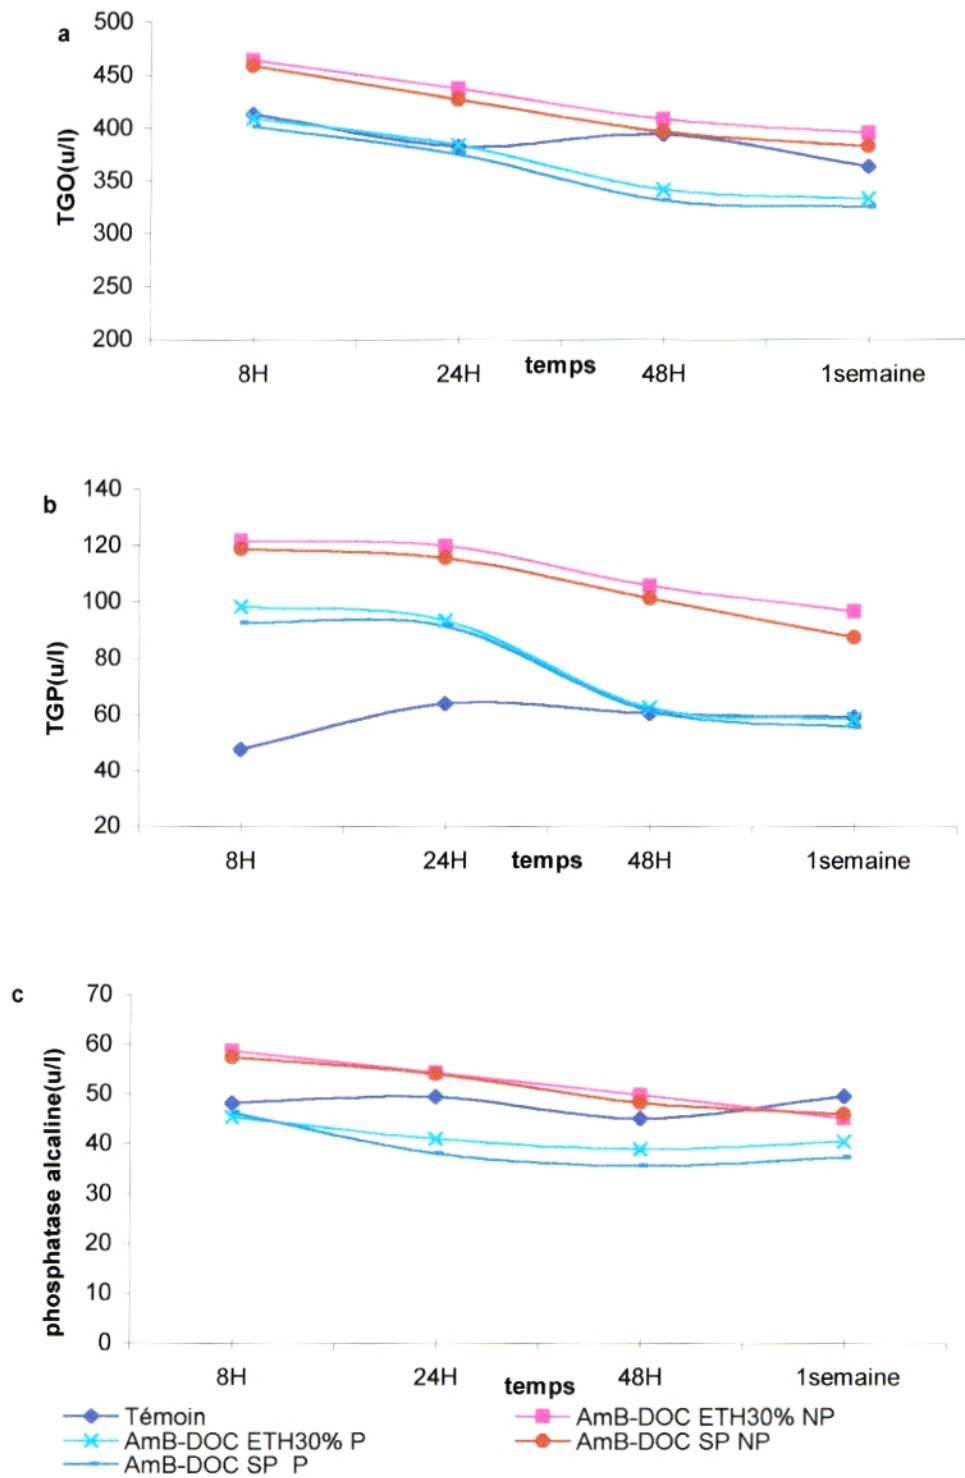 a
500
450
400
350
300
250
200
TGO(u/l)
8H 24H temps 48H 1semaine
b
140
120
100
80
60
40
20
TGP(u/l)
8H 24H temps 48H 1semaine
c
70
60
50
40
30
20
10
0
phosphatase alcaline(u/l)
8H 24H temps 48H 1semaine
Témoin AmB-DOC ETH30% NP
AmB-DOC ETH30% P AmB-DOC SP NP
AmB-DOC SP P